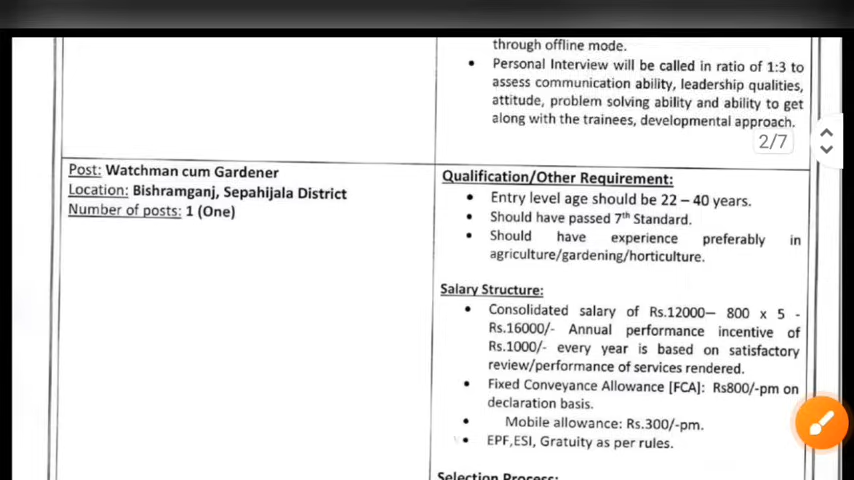 through offline mode.
• Personal Interview will be called in ratio of 1:3 to
assess communication ability, leadership qualities,
attitude, problem solving ability and ability to get
along with the trainees, developmental approach.
2/7
Post: Watchman cum Gardener
Location: Bishramganj, Sepahijala District
Number of posts: 1 (One)
Qualification/Other Requirement:
• Entry level age should be 22 – 40 years.
• Should have passed 7th Standard.
• Should have experience preferably in
agriculture/gardening/horticulture.
Salary Structure:
• Consolidated salary of Rs.12000– 800 x 5 -
Rs.16000/- Annual performance incentive of
Rs.1000/- every year is based on satisfactory
review/performance of services rendered.
• Fixed Conveyance Allowance [FCA]: Rs800/-pm on
declaration basis.
• Mobile allowance: Rs.300/-pm.
• EPF,ESI, Gratuity as per rules.
Selection Process: